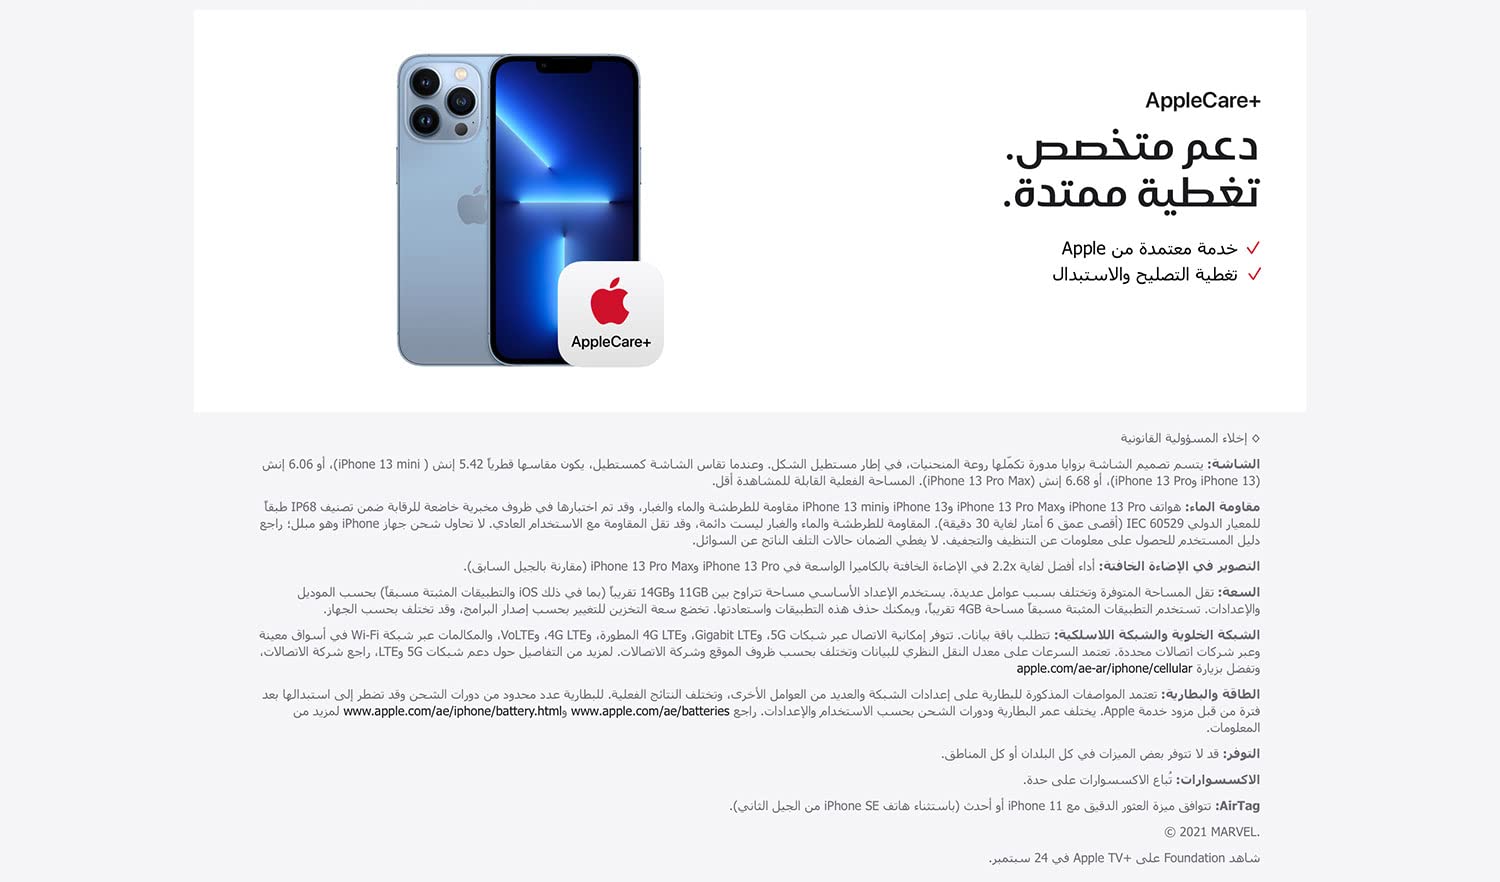 AppleCare+
دعم متخصص.
تغطية ممتدة.
خدمة معتمدة من Apple
تغطية التصليح والاستبدال
AppleCare+
◊ إخلاء المسؤولية القانونية
الشاشة: يتسم تصميم الشاشة بزوايا مدورة تكمّلها روعة المنحنيات، في إطار مستطيل الشكل. وعندما تقاس الشاشة كمستطيل، يكون مقاسها قطرياً 5.42 إنش ( iPhone 13 mini)، أو 6.06 إنش
(iPhone 13 وiPhone 13 Pro)، أو 6.68 إنش (iPhone 13 Pro Max). المساحة الفعلية القابلة للمشاهدة أقل.
مقاومة الماء: هواتف iPhone 13 Pro وiPhone 13 Pro Max وiPhone 13 وiPhone 13 mini مقاومة للطرطشة والماء والغبار، وقد تم اختبارها في ظروف مخبرية خاضعة للرقابة ضمن تصنيف IP68 طبقاً
للمعيار الدولي IEC 60529 (أقصى عمق 6 أمتار لغاية 30 دقيقة). المقاومة للطرطشة والماء والغبار ليست دائمة، وقد تقل المقاومة مع الاستخدام العادي. لا تحاول شحن جهاز iPhone وهو مبلل؛ راجع
دليل المستخدم للحصول على معلومات عن التنظيف والتجفيف. لا يغطي الضمان حالات التلف الناتج عن السوائل.
التصوير في الإضاءة الخافتة: أداء أفضل لغاية 2.2x في الإضاءة الخافتة بالكاميرا الواسعة في iPhone 13 Pro وiPhone 13 Pro Max (مقارنة بالجيل السابق).
السعة: تقل المساحة المتوفرة وتختلف بسبب عوامل عديدة. يستخدم الإعداد الأساسي مساحة تتراوح بين 11GB و14GB تقريباً (بما في ذلك iOS والتطبيقات المثبتة مسبقاً) بحسب الموديل
والإعدادات. تستخدم التطبيقات المثبتة مسبقاً مساحة 4GB تقريباً، ويمكنك حذف هذه التطبيقات واستعادتها. تخضع سعة التخزين للتغيير بحسب إصدار البرامج، وقد تختلف بحسب الجهاز.
الشبكة الخلوية والشبكة اللاسلكية: تتطلب باقة بيانات. تتوفر إمكانية الاتصال عبر شبكات 5G، وGigabit LTE، و4G LTE المطورة، و4G LTE، وVoLTE، والمكالمات عبر شبكة Wi-Fi في أسواق معينة
وعبر شركات اتصالات محددة. تعتمد السرعات على معدل النقل النظري للبيانات وتختلف بحسب ظروف الموقع وشركة الاتصالات. لمزيد من التفاصيل حول دعم شبكات 5G وLTE، راجع شركة الاتصالات،
وتفضل بزيارة apple.com/ae-ar/iphone/cellular
الطاقة والبطارية: تعتمد المواصفات المذكورة للبطارية على إعدادات الشبكة والعديد من العوامل الأخرى، وتختلف النتائج الفعلية. للبطارية عدد محدود من دورات الشحن وقد تضطر إلى استبدالها بعد
فترة من قبل مزود خدمة Apple. يختلف عمر البطارية ودورات الشحن بحسب الاستخدام والإعدادات. راجع www.apple.com/ae/batteries وwww.apple.com/ae/iphone/battery.html لمزيد من
المعلومات.
التوفر: قد لا تتوفر بعض الميزات في كل البلدان أو كل المناطق.
الاكسسوارات: تُباع الاكسسوارات على حدة.
AirTag: تتوافق ميزة العثور الدقيق مع iPhone 11 أو أحدث (باستثناء هاتف iPhone SE من الجيل الثاني).
© 2021 MARVEL.
شاهد Foundation على Apple TV+ في 24 سبتمبر.